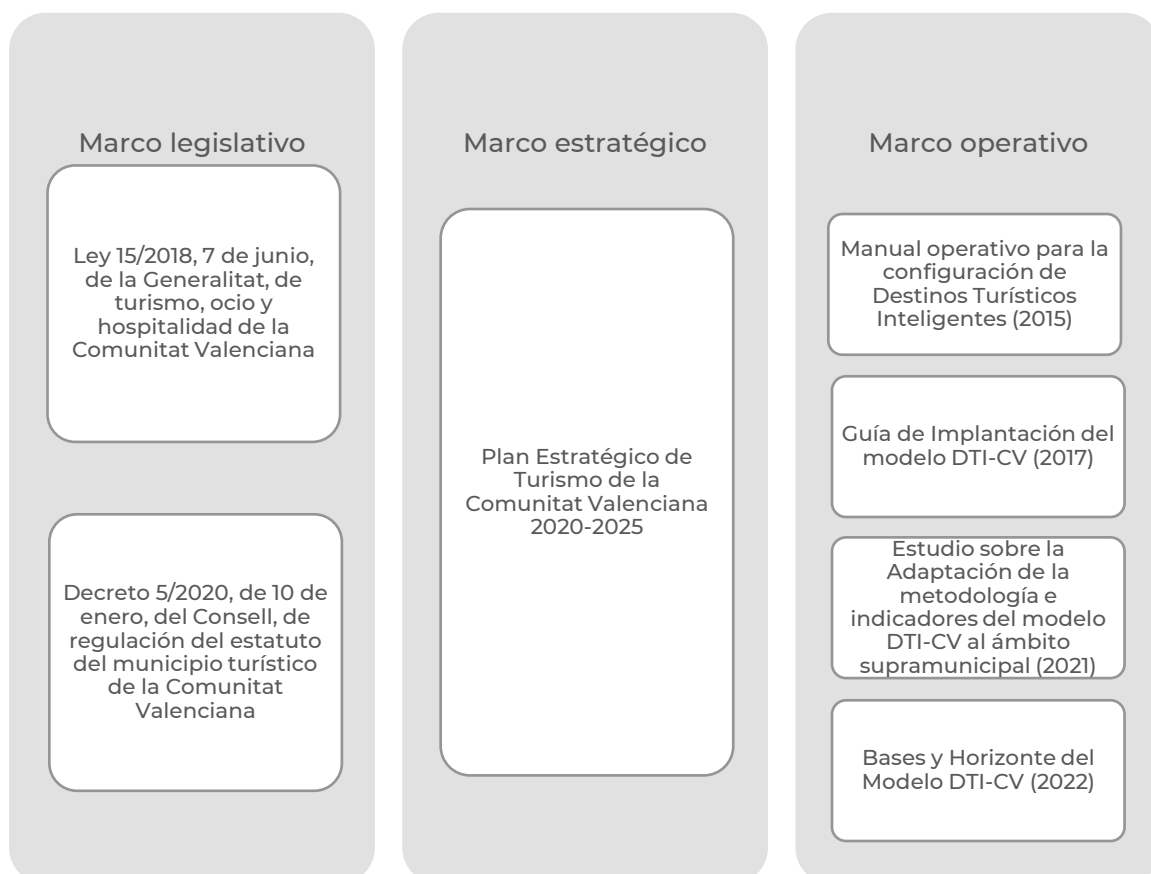 Marco legislativo
Ley 15/2018, 7 de junio,
de la Generalitat, de
turismo, ocio y
hospitalidad de la
Comunitat Valenciana
Decreto 5/2020, de 10 de
enero, del Consell, de
regulación del estatuto
del municipio turístico
de la Comunitat
Valenciana
Marco estratégico
Plan Estratégico de
Turismo de la
Comunitat Valenciana
2020-2025
Marco operativo
Manual operativo para la
configuración de
Destinos Turísticos
Inteligentes (2015)
Guía de Implantación del
modelo DTI-CV (2017)
Estudio sobre la
Adaptación de la
metodología e
indicadores del modelo
DTI-CV al ámbito
supramunicipal (2021)
Bases y Horizonte del
Modelo DTI-CV (2022)